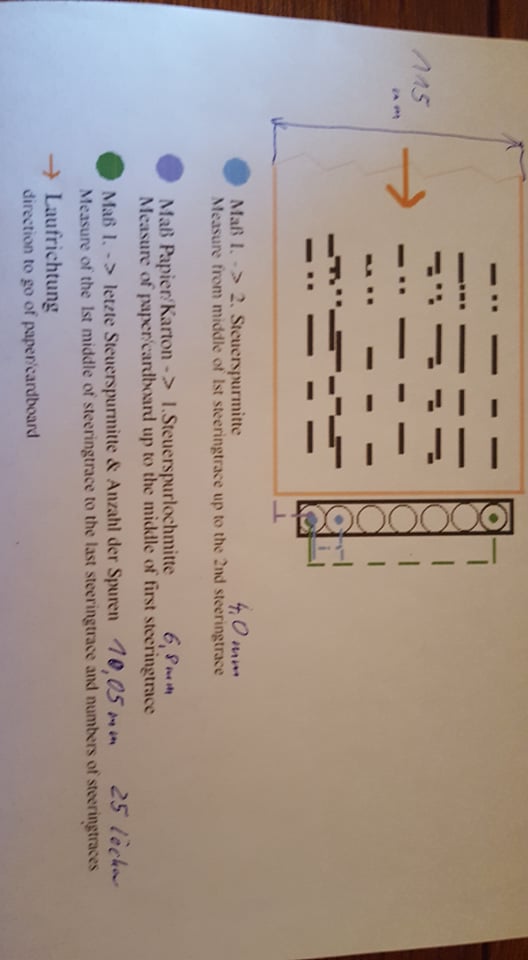 115
mm
Maß 1. -> 2. Steuerspurmitte 4,0 mm
Measure from middle of 1st steeringtrace up to the 2nd steeringtrace
Maß Papier/Karton -> 1.Steuerspurlochmitte 6,8 mm
Measure of paper/cardboard up to the middle of first steeringtrace
Maß 1. -> letzte Steuerspurmitte & Anzahl der Spuren 10,05 mm 25 löcher
Measure of the 1st middle of steeringtrace to the last steeringtrace and numbers of steeringtraces
Laufrichtung
direction to go of paper/cardboard